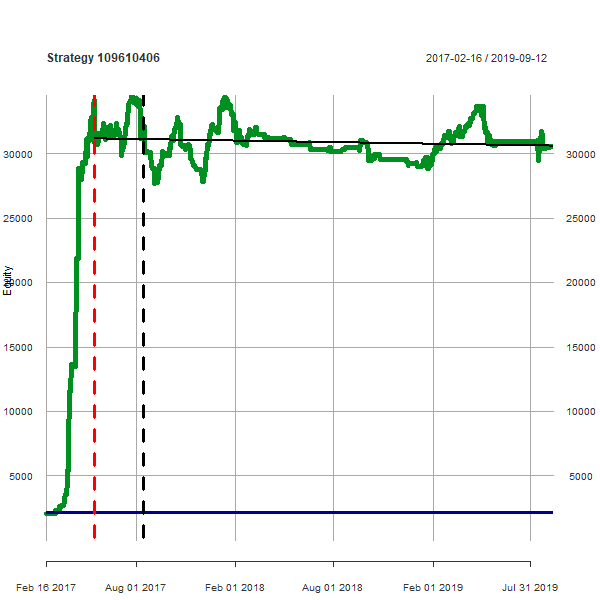 Strategy 109610406
2017-02-16 / 2019-09-12
30000
30000
25000
25000
20000
20000
Equity
15000
15000
10000
10000
5000
5000
Feb 16 2017
Aug 01 2017
Feb 01 2018
Aug 01 2018
Feb 01 2019
Jul 31 2019